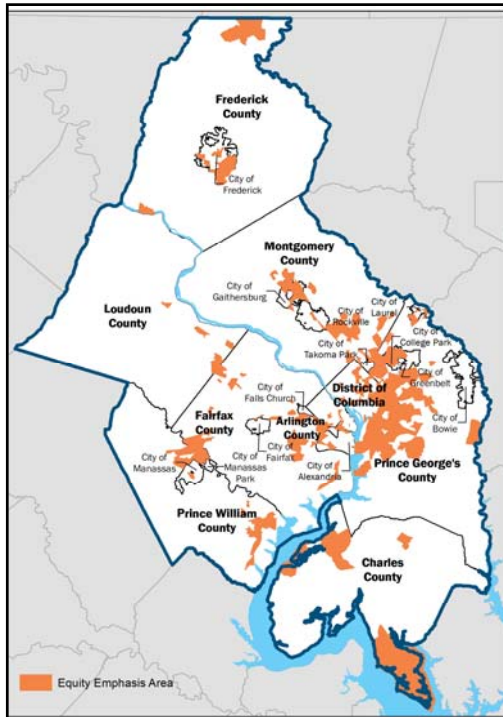 Frederick
County
City of
Frederick
Montgomery
County
City of
Gaithersburg
City of
Laurel
City of
Rockville
City of
College Park
Loudoun
County
City of
Takoma Park
City of
Greenbelt
City of
Falls Church
District of
Columbia
Fairfax
County
Arlington
County
City of
Bowie
City of
Manassas
City of
Manassas
Park
City of
Fairfax
City of
Alexandria
Prince George's
County
Prince William
County
Charles
County
Equity Emphasis Area